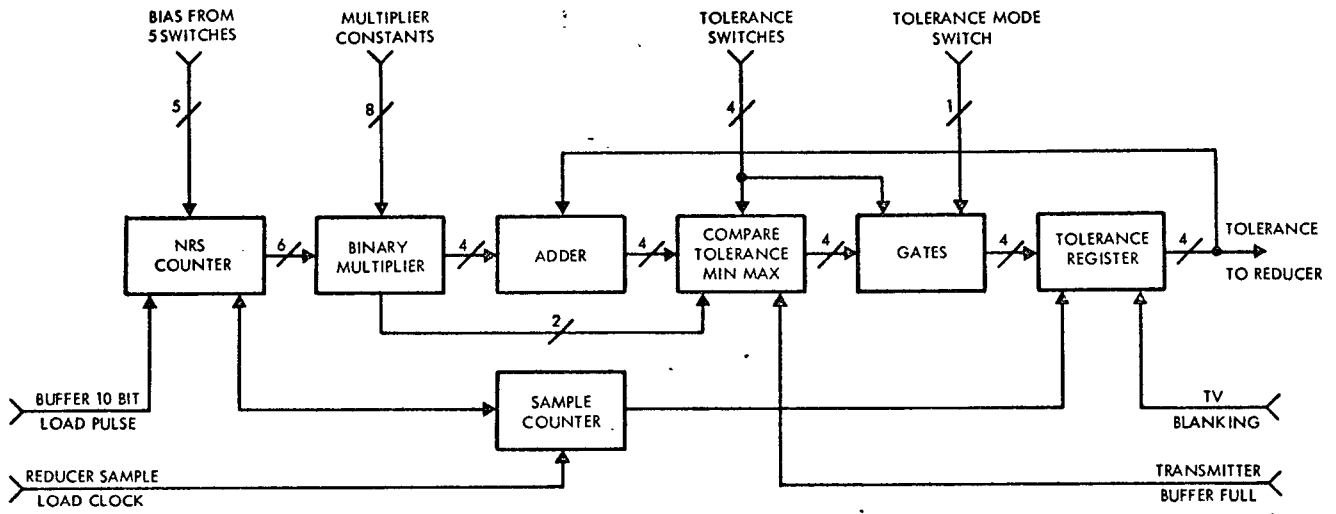 BIAS FROM
5 SWITCHES
MULTIPLIER
CONSTANTS
TOLERANCE
SWITCHES
TOLERANCE MODE
SWITCH
5
8
4
1
NRS
COUNTER
6
BINARY
MULTIPLIER
4
ADDER
4
COMPARE
TOLERANCE
MIN MAX
4
GATES
4
TOLERANCE
REGISTER
4
TOLERANCE
TO REDUCER
2
BUFFER 10 BIT
LOAD PULSE
SAMPLE
COUNTER
TV
BLANKING
REDUCER SAMPLE
LOAD CLOCK
TRANSMITTER
BUFFER FULL